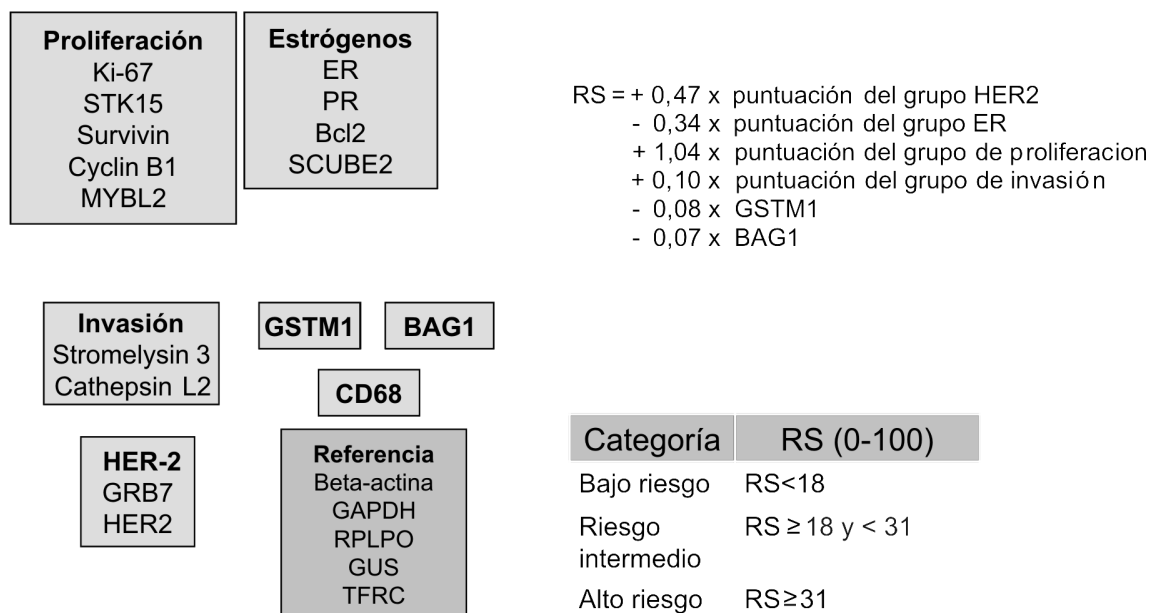 Proliferación
Ki-67
STK15
Survivin
Cyclin B1
MYBL2
Estrógenos
ER
PR
Bcl2
SCUBE2
RS = + 0,47 x puntuación del grupo HER2
- 0,34 x puntuación del grupo ER
+ 1,04 x puntuación del grupo de proliferacion
+ 0,10 x puntuación del grupo de invasión
- 0,08 x GSTM1
- 0,07 x BAG1
Invasión
Stromelysin 3
Cathepsin L2
GSTM1
BAG1
CD68
HER-2
GRB7
HER2
Referencia
Beta-actina
GAPDH
RPLPO
GUS
TFRC
Categoría RS (0-100)
Bajo riesgo RS<18
Riesgo RS ≥ 18 y < 31
intermedio
Alto riesgo RS≥31